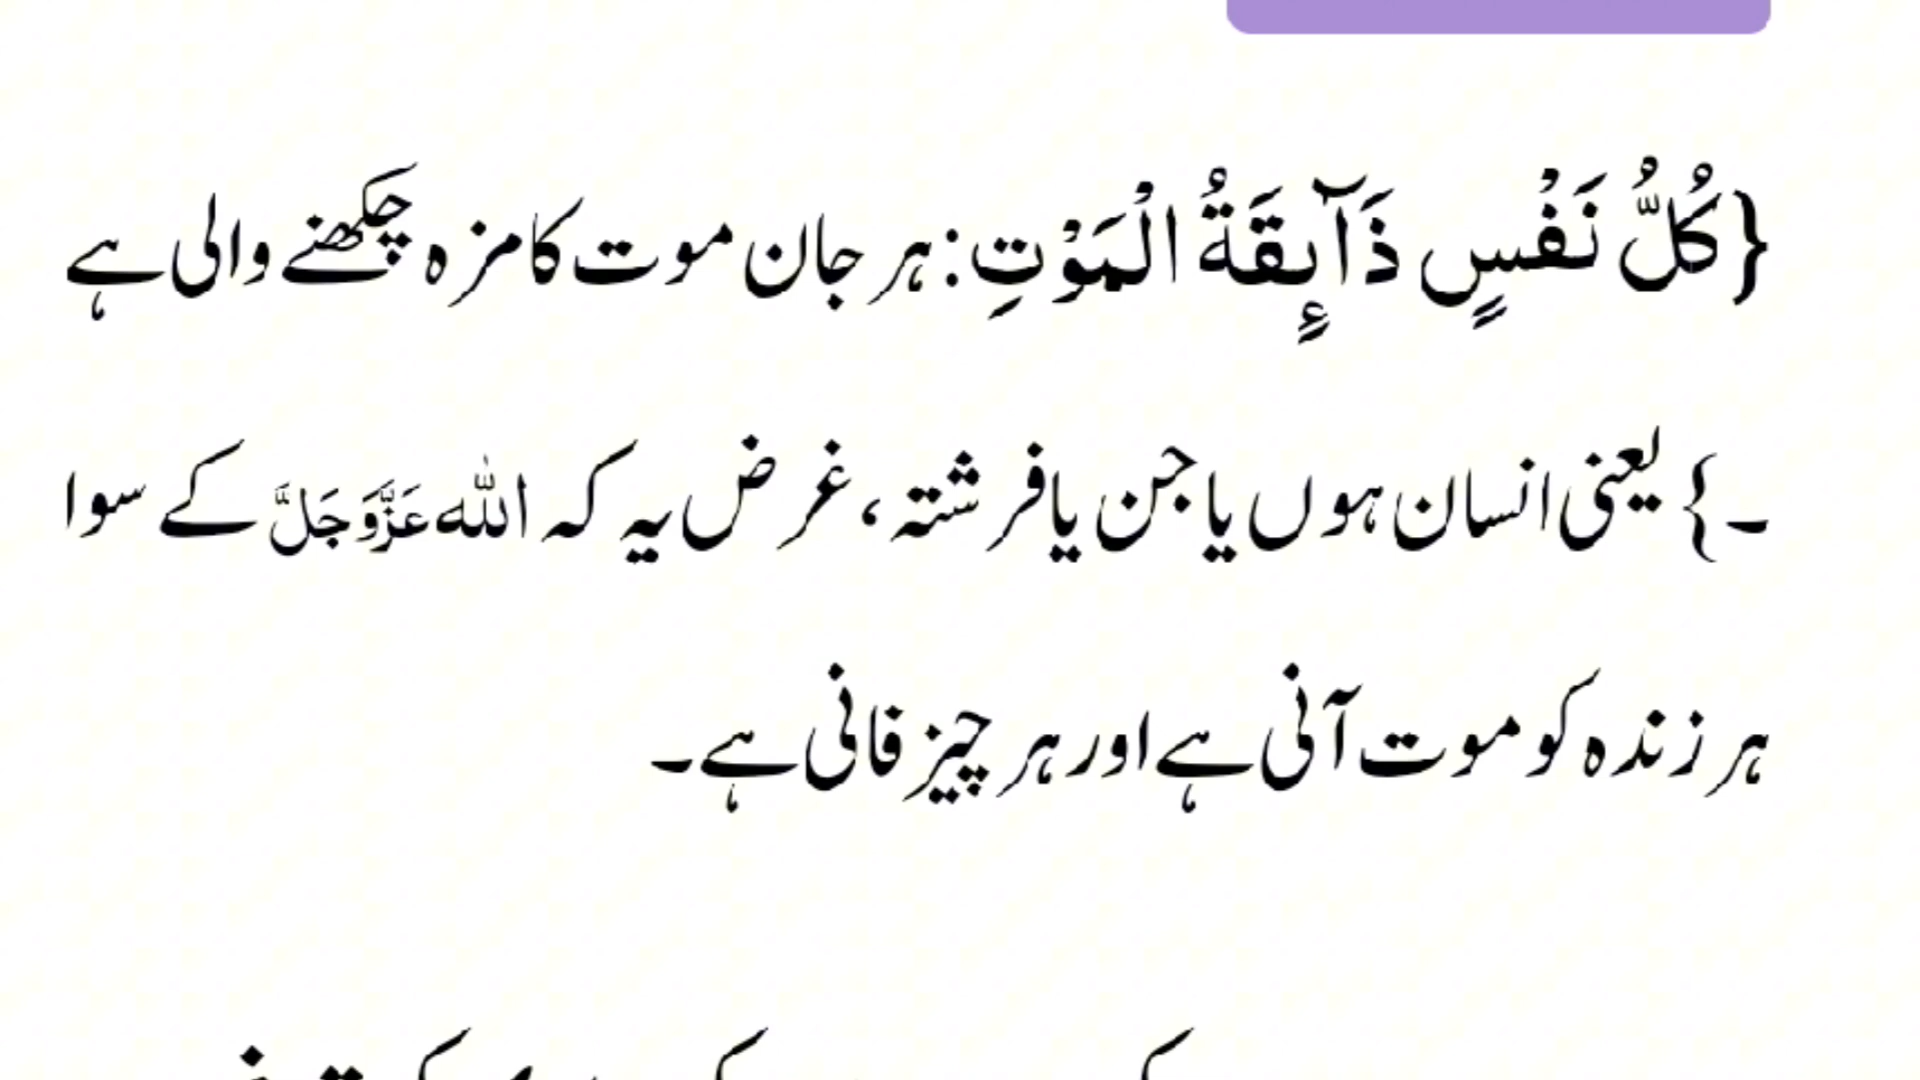 {كُلُّ نَفْسٍ ذَآىٕقَةُ الْمَوْتِ: ہر جان موت کا مزہ چکھنے والی ہے
۔} یعنی انسان ہوں یا جن یا فرشتہ، غرض یہ کہ اللہ عَزَّوَجَلَّ کے سوا
ہر زندہ کو موت آنی ہے اور ہر چیز فانی ہے۔